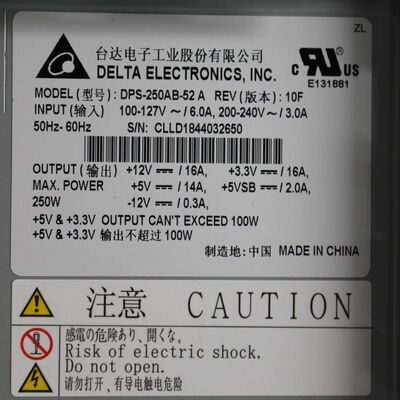 ZL
台达电子工业股份有限公司
DELTA ELECTRONICS, INC.
c RU US
E131881
MODEL (型号): DPS-250AB-52 A REV (版本): 10F
INPUT (输入) 100-127V ~ / 6.0A, 200-240V ~ / 3.0A
50Hz- 60Hz S/N: CLLD1844032650
OUTPUT (输出) +12V ⎓ / 16A, +3.3V ⎓ / 16A,
MAX. POWER +5V ⎓ / 14A, +5VSB ⎓ / 2.0A,
250W -12V ⎓ / 0.3A,
+5V & +3.3V OUTPUT CAN'T EXCEED 100W
+5V & +3.3V 输出不超过100W
制造地: 中国 MADE IN CHINA
注意 CAUTION
感電の危険あり、開くな。
Risk of electric shock.
Do not open.
请勿打开、有导电触电危险